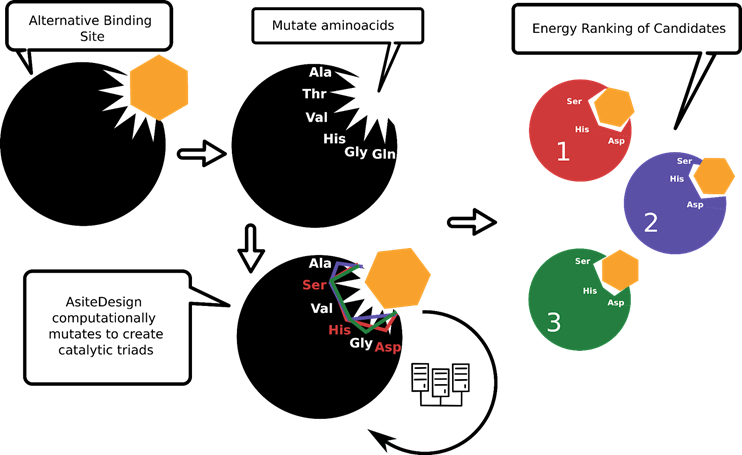 Alternative Binding
Site
Mutate aminoacids
Energy Ranking of Candidates
Ala
Thr
Val
His
Gly Gln
Ser
His
Asp
1
Ser
His
Asp
2
Ser
His
Asp
3
AsiteDesign
computationally
mutates to create
catalytic triads
Ala
Ser
Val
His
Gly Asp